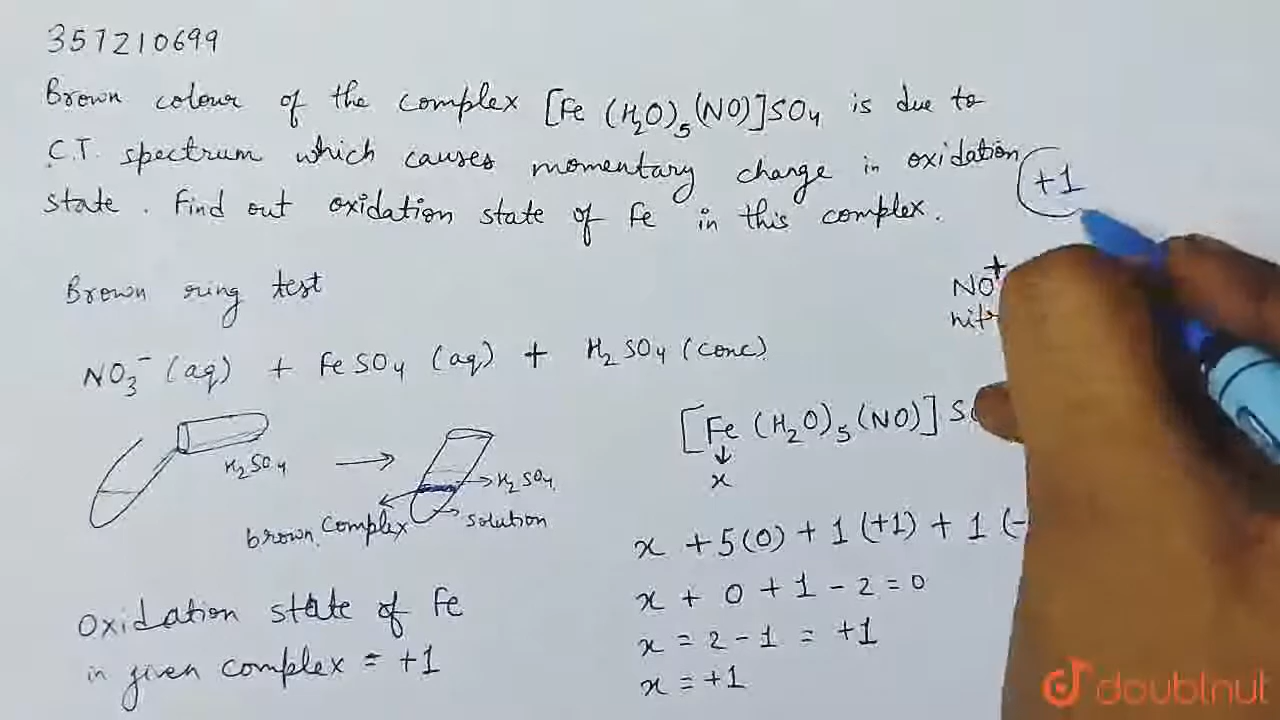 357210699
Brown colour of the complex [Fe (H₂O)₅(NO)]SO₄ is due to
C.T. spectrum which causes momentary change in oxidation
state. Find out oxidation state of Fe in this complex.
+1
Brown ring test
NO⁺
NO₃⁻ (aq) + FeSO₄ (aq) + H₂SO₄ (conc)
[Fe (H₂O)₅(NO)]
↓
x
H₂SO₄
→
H₂SO₄
solution
brown complex
x + 5(0) + 1(+1) + 1(-
x + 0 + 1 - 2 = 0
x = 2 - 1 = +1
x = +1
Oxidation state of Fe
in given complex = +1
doubtnut